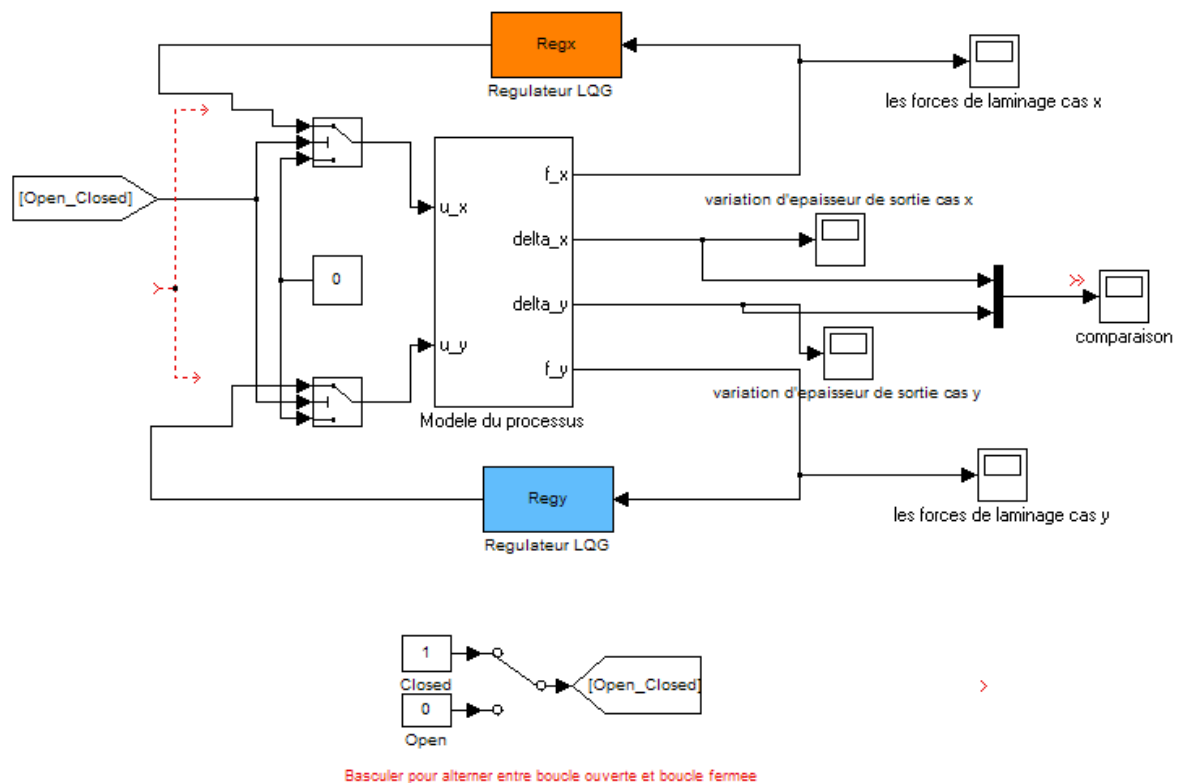 Regx
Regulateur LQG
les forces de laminage cas x
[Open_Closed]
f_x
variation d'epaisseur de sortie cas x
u_x
delta_x
0
delta_y
comparaison
u_y
f_y
variation d'epaisseur de sortie cas y
Modele du processus
Regy
les forces de laminage cas y
Regulateur LQG
1
Closed
[Open_Closed]
0
Open
Basculer pour alterner entre boucle ouverte et boucle fermee